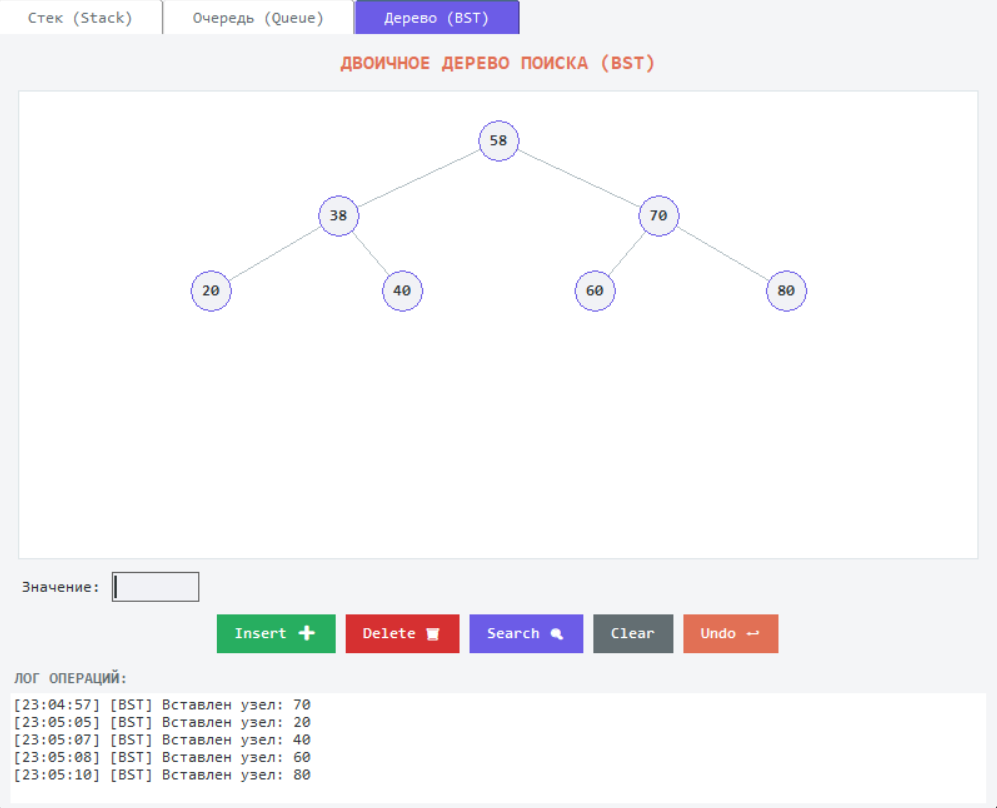 Стек (Stack) Очередь (Queue) Дерево (BST)
ДВОИЧНОЕ ДЕРЕВО ПОИСКА (BST)
58
38 70
20 40 60 80
Значение:
Insert Delete Search Clear Undo
ЛОГ ОПЕРАЦИЙ:
[23:04:57] [BST] Вставлен узел: 70
[23:05:05] [BST] Вставлен узел: 20
[23:05:07] [BST] Вставлен узел: 40
[23:05:08] [BST] Вставлен узел: 60
[23:05:10] [BST] Вставлен узел: 80